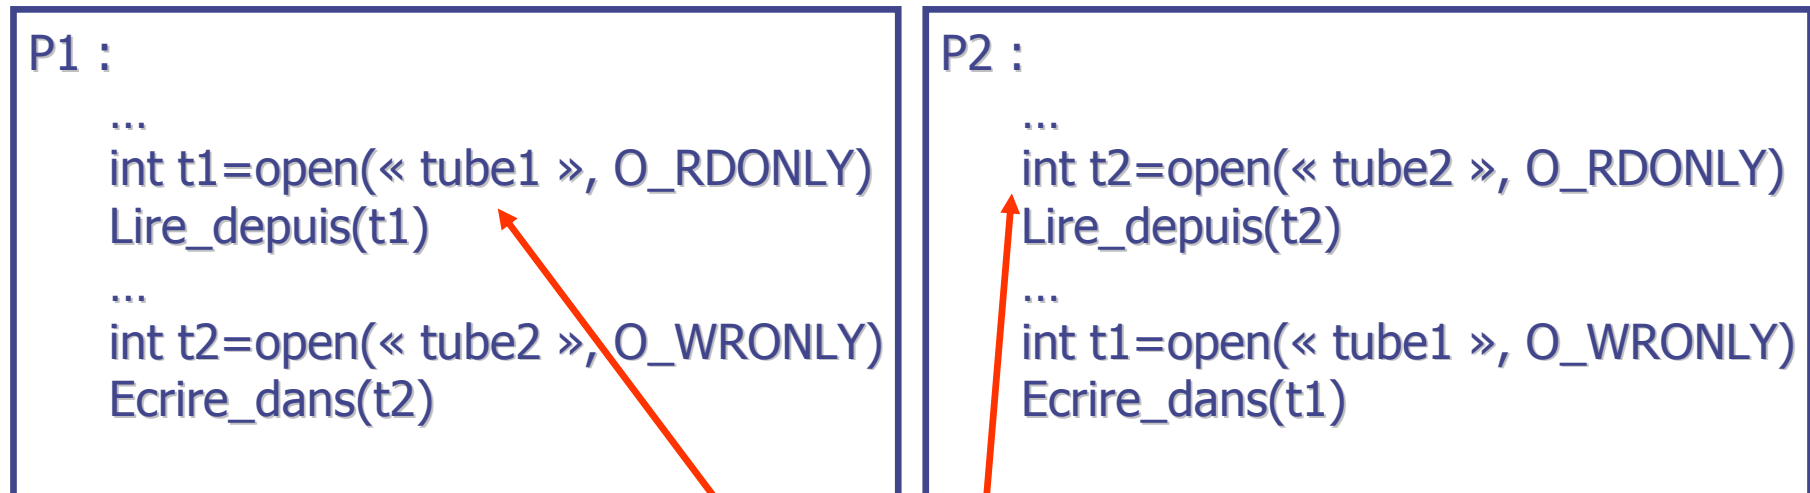 P1 :
…
int t1=open(« tube1 », O_RDONLY)
Lire_depuis(t1)
…
int t2=open(« tube2 », O_WRONLY)
Ecrire_dans(t2)
P2 :
…
int t2=open(« tube2 », O_RDONLY)
Lire_depuis(t2)
…
int t1=open(« tube1 », O_WRONLY)
Ecrire_dans(t1)